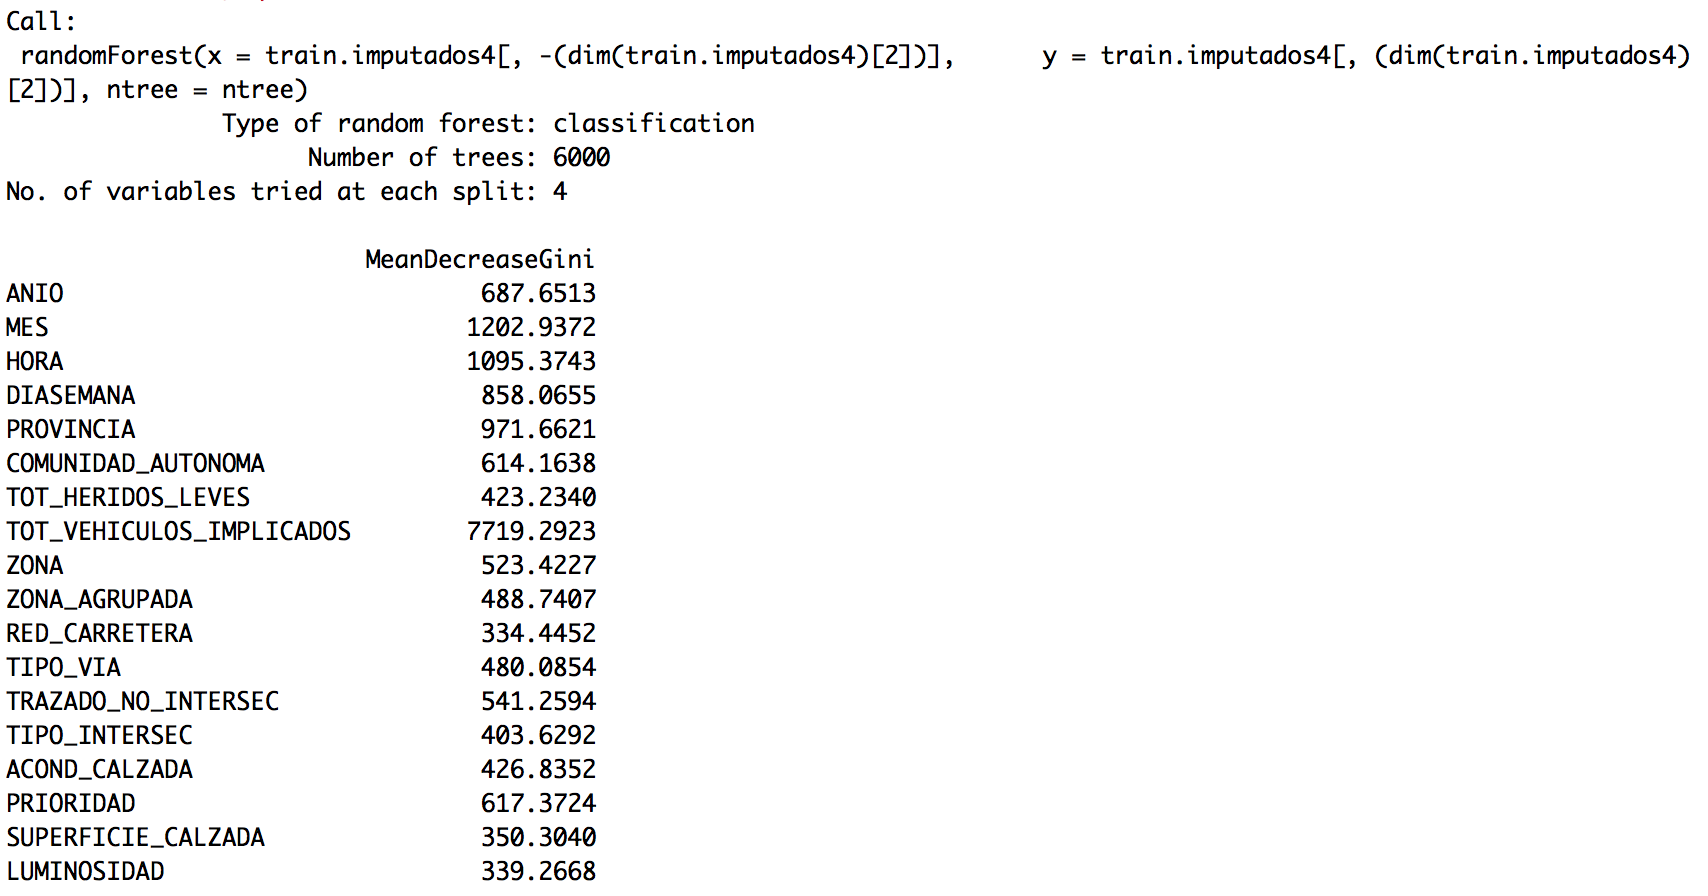 Call:
 randomForest(x = train.imputados4[, -(dim(train.imputados4)[2])],      y = train.imputados4[, (dim(train.imputados4)
[2])], ntree = ntree)
               Type of random forest: classification
                     Number of trees: 6000
No. of variables tried at each split: 4
                         MeanDecreaseGini
ANIO                             687.6513
MES                             1202.9372
HORA                            1095.3743
DIASEMANA                        858.0655
PROVINCIA                        971.6621
COMUNIDAD_AUTONOMA               614.1638
TOT_HERIDOS_LEVES                423.2340
TOT_VEHICULOS_IMPLICADOS        7719.2923
ZONA                             523.4227
ZONA_AGRUPADA                    488.7407
RED_CARRETERA                    334.4452
TIPO_VIA                         480.0854
TRAZADO_NO_INTERSEC              541.2594
TIPO_INTERSEC                    403.6292
ACOND_CALZADA                    426.8352
PRIORIDAD                        617.3724
SUPERFICIE_CALZADA               350.3040
LUMINOSIDAD                      339.2668